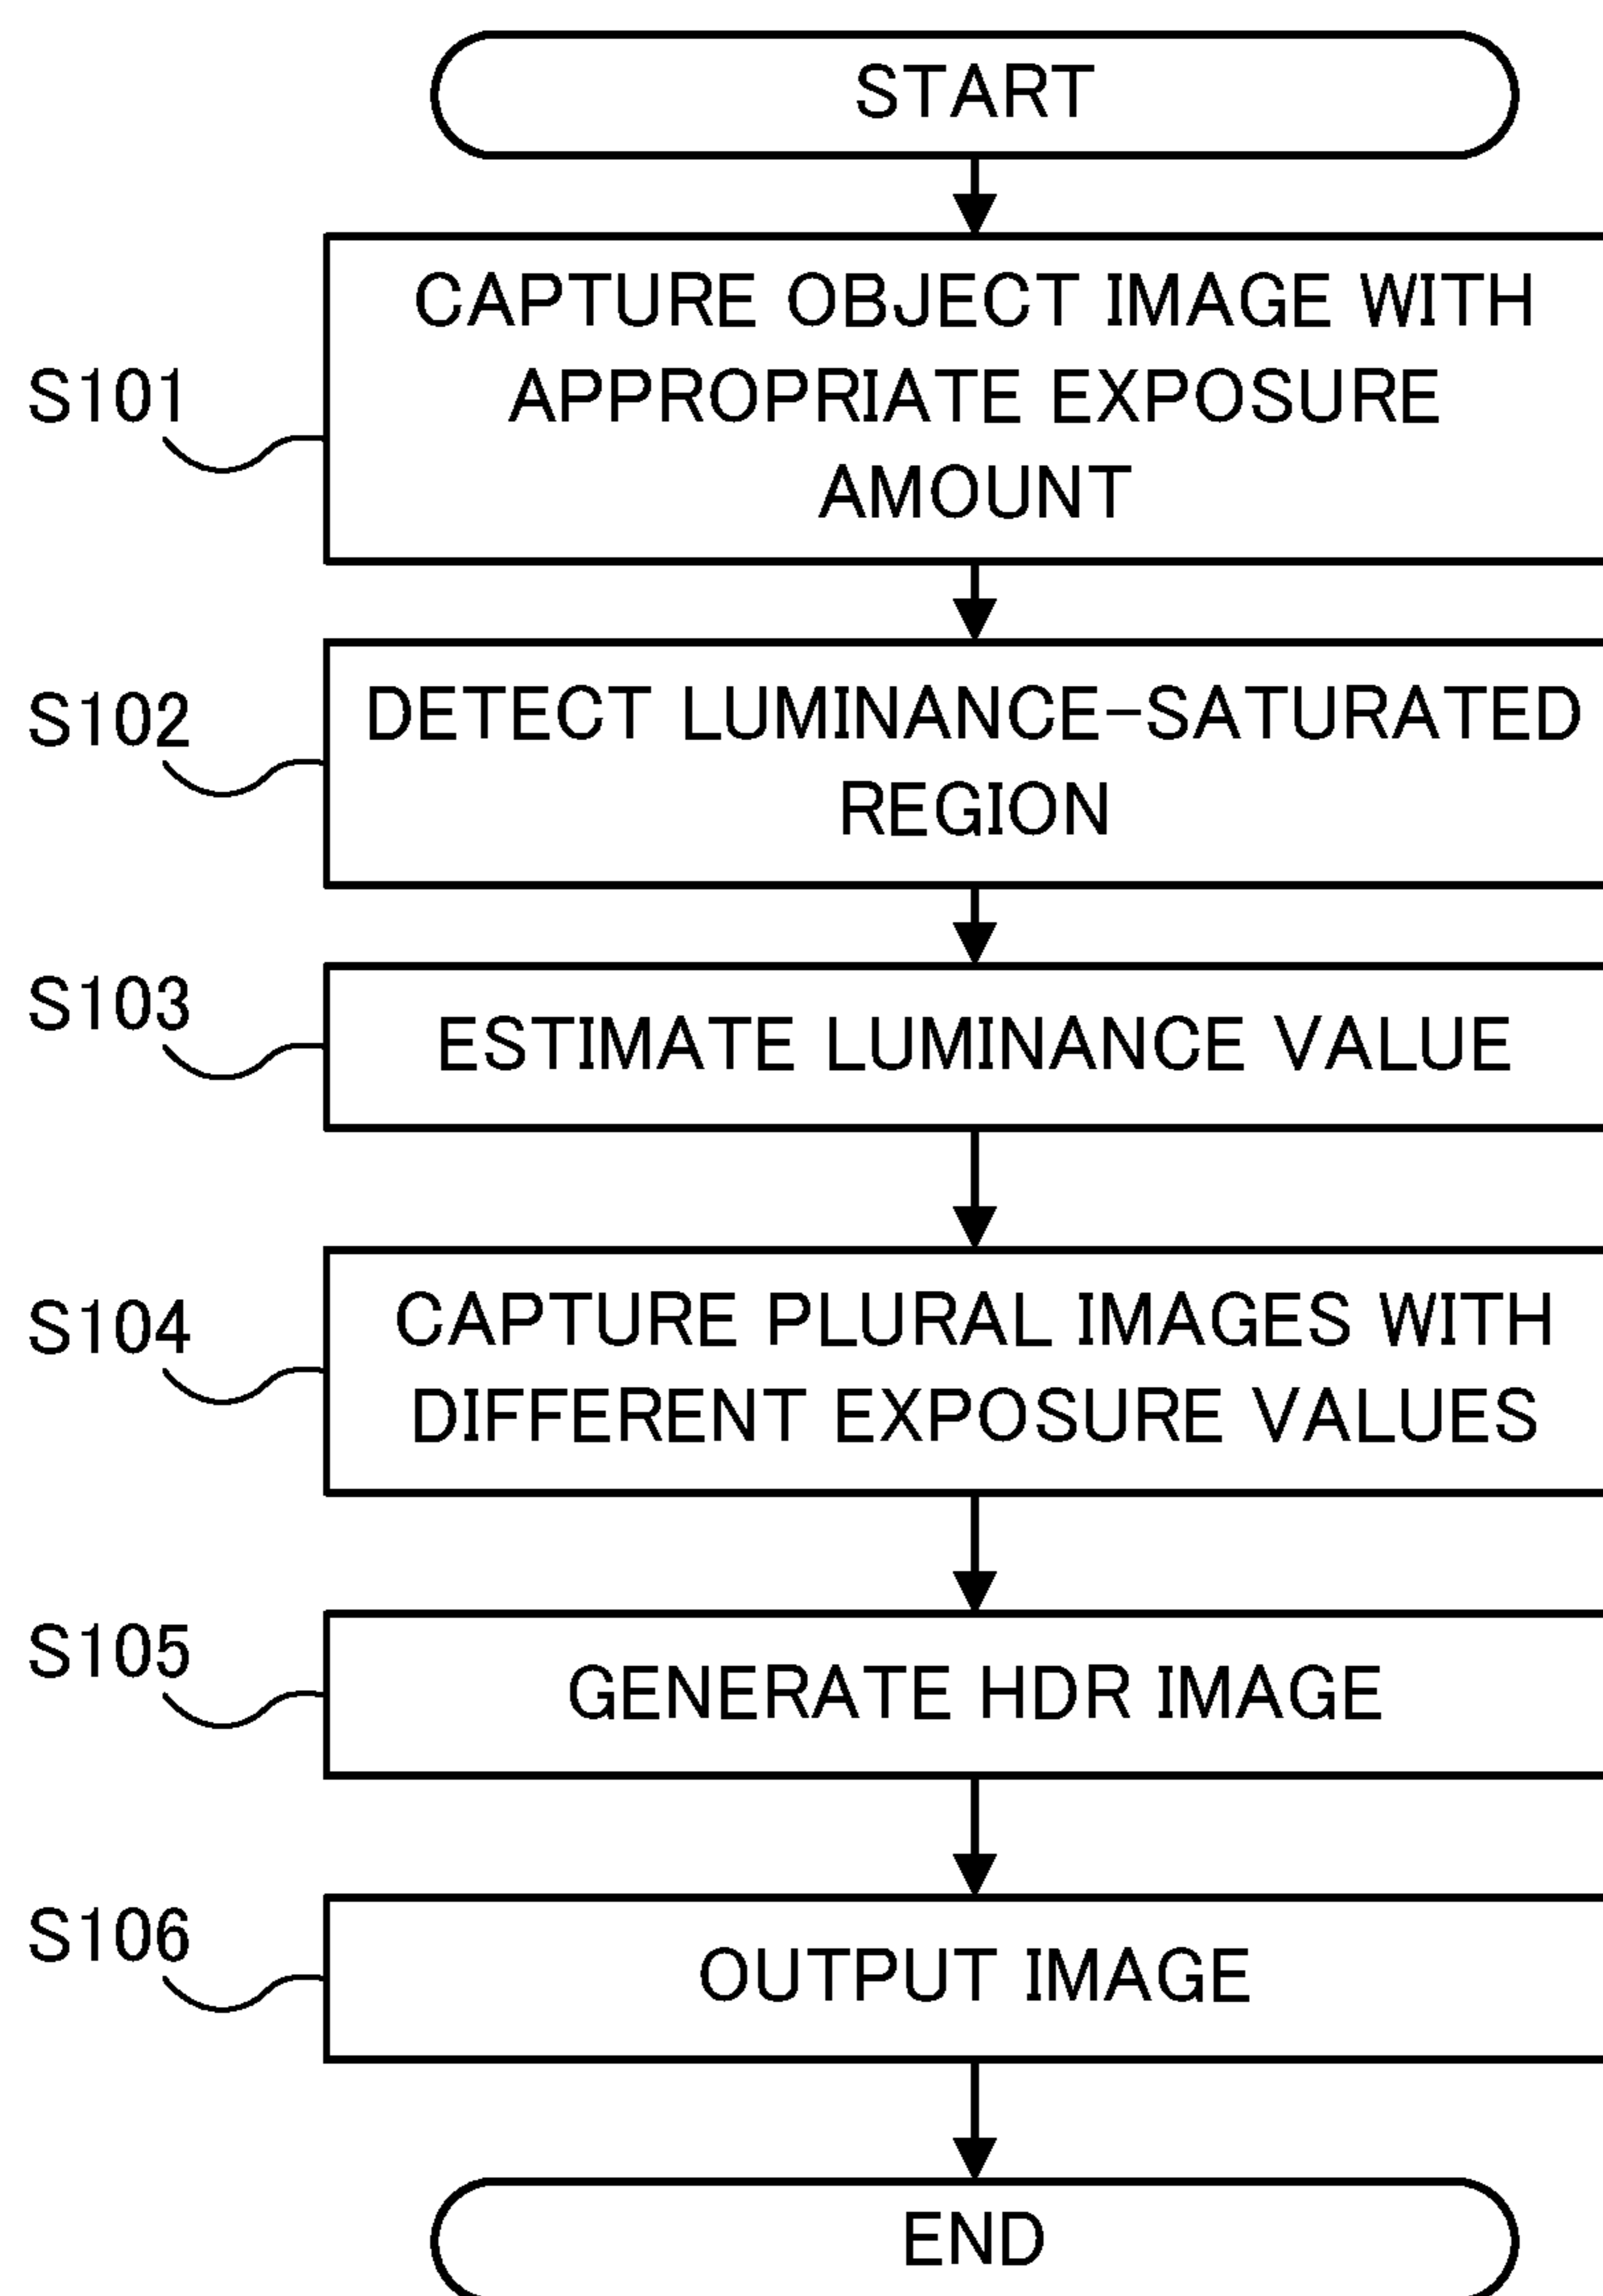 START
S101
CAPTURE OBJECT IMAGE WITH
APPROPRIATE EXPOSURE
AMOUNT
S102
DETECT LUMINANCE-SATURATED
REGION
S103
ESTIMATE LUMINANCE VALUE
S104
CAPTURE PLURAL IMAGES WITH
DIFFERENT EXPOSURE VALUES
S105
GENERATE HDR IMAGE
S106
OUTPUT IMAGE
END